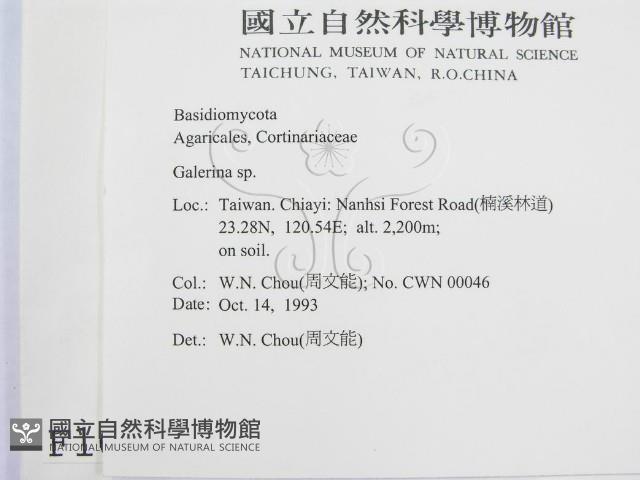 國立自然科學博物館
NATIONAL MUSEUM OF NATURAL SCIENCE
TAICHUNG, TAIWAN, R.O.CHINA
Basidiomycota
Agaricales, Cortinariaceae
Galerina sp.
Loc.: Taiwan. Chiayi: Nanhsi Forest Road(楠溪林道)
23.28N, 120.54E; alt. 2,200m;
on soil.
Col.: W.N. Chou(周文能); No. CWN 00046
Date: Oct. 14, 1993
Det.: W.N. Chou(周文能)
國立自然科學博物館
NATIONAL MUSEUM OF NATURAL SCIENCE